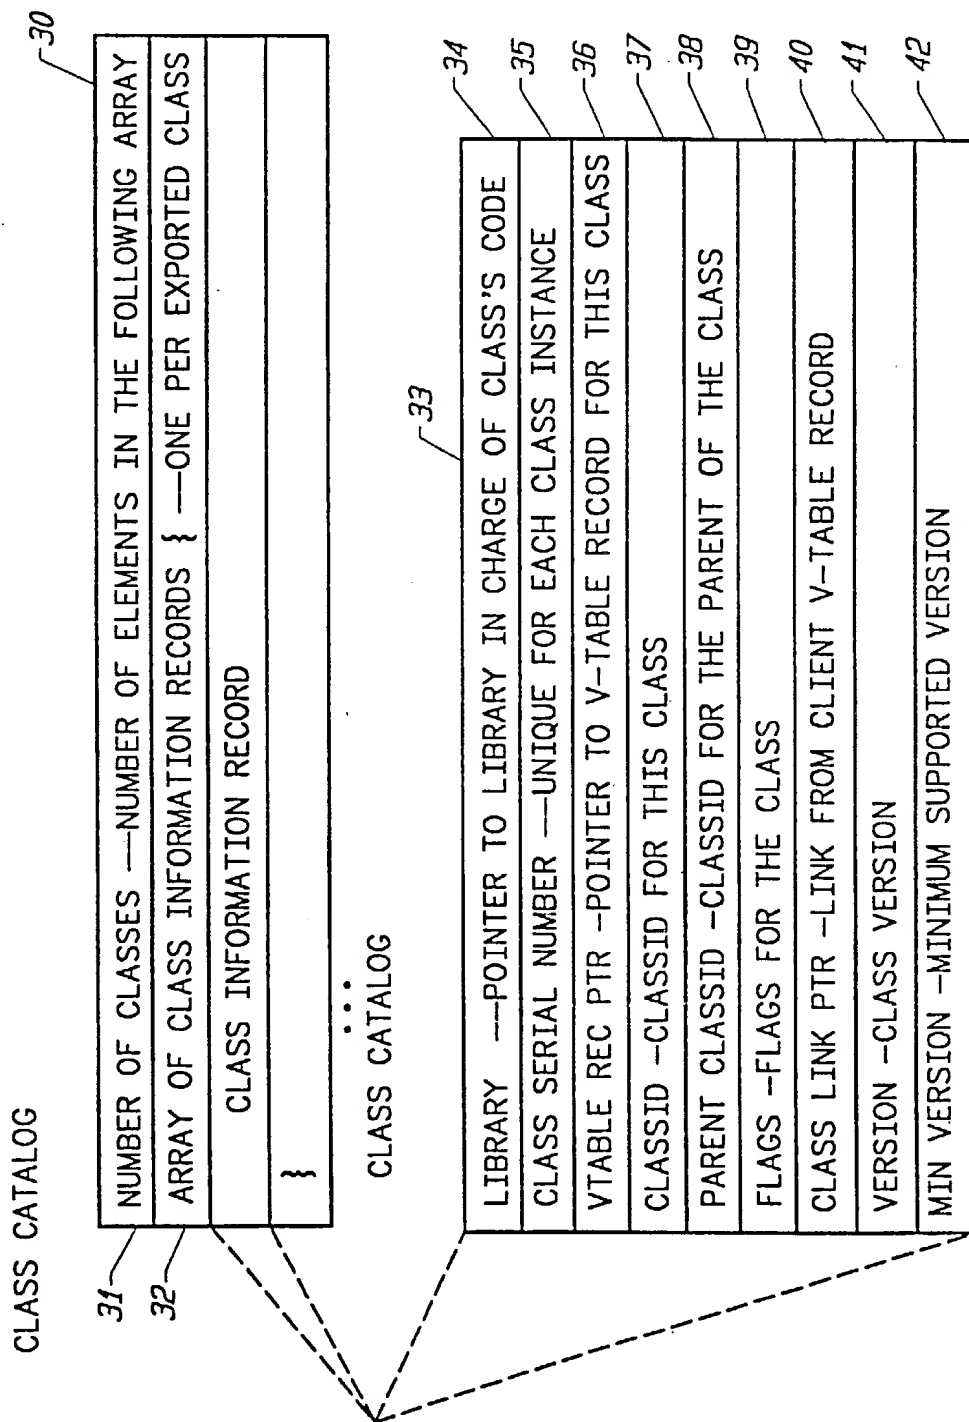 CLASS CATALOG
30
31
NUMBER OF CLASSES ––NUMBER OF ELEMENTS IN THE FOLLOWING ARRAY
32
ARRAY OF CLASS INFORMATION RECORDS { ––ONE PER EXPORTED CLASS
CLASS INFORMATION RECORD
}
•••
CLASS CATALOG
33
LIBRARY ––POINTER TO LIBRARY IN CHARGE OF CLASS'S CODE
34
CLASS SERIAL NUMBER ––UNIQUE FOR EACH CLASS INSTANCE
35
VTABLE REC PTR –POINTER TO V–TABLE RECORD FOR THIS CLASS
36
CLASSID –CLASSID FOR THIS CLASS
37
PARENT CLASSID –CLASSID FOR THE PARENT OF THE CLASS
38
FLAGS –FLAGS FOR THE CLASS
39
CLASS LINK PTR –LINK FROM CLIENT V–TABLE RECORD
40
VERSION –CLASS VERSION
41
MIN VERSION –MINIMUM SUPPORTED VERSION
42